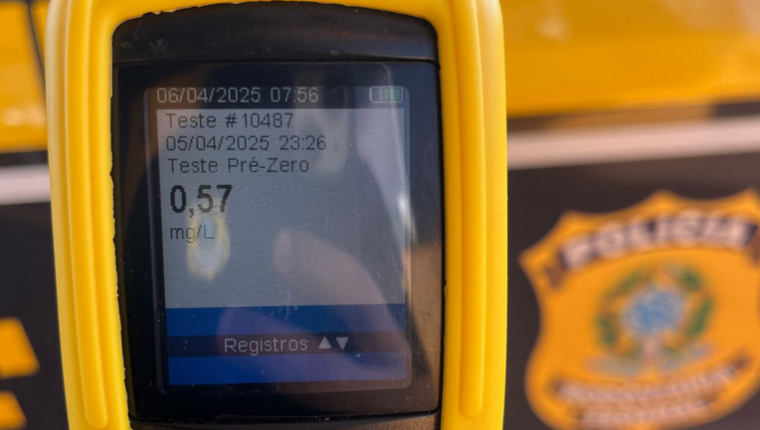 06/04/2025 07:56
Teste #10487
05/04/2025 23:26
Teste Pré-Zero
0,57
mg/L
Registros ▲▼
POLÍCIA